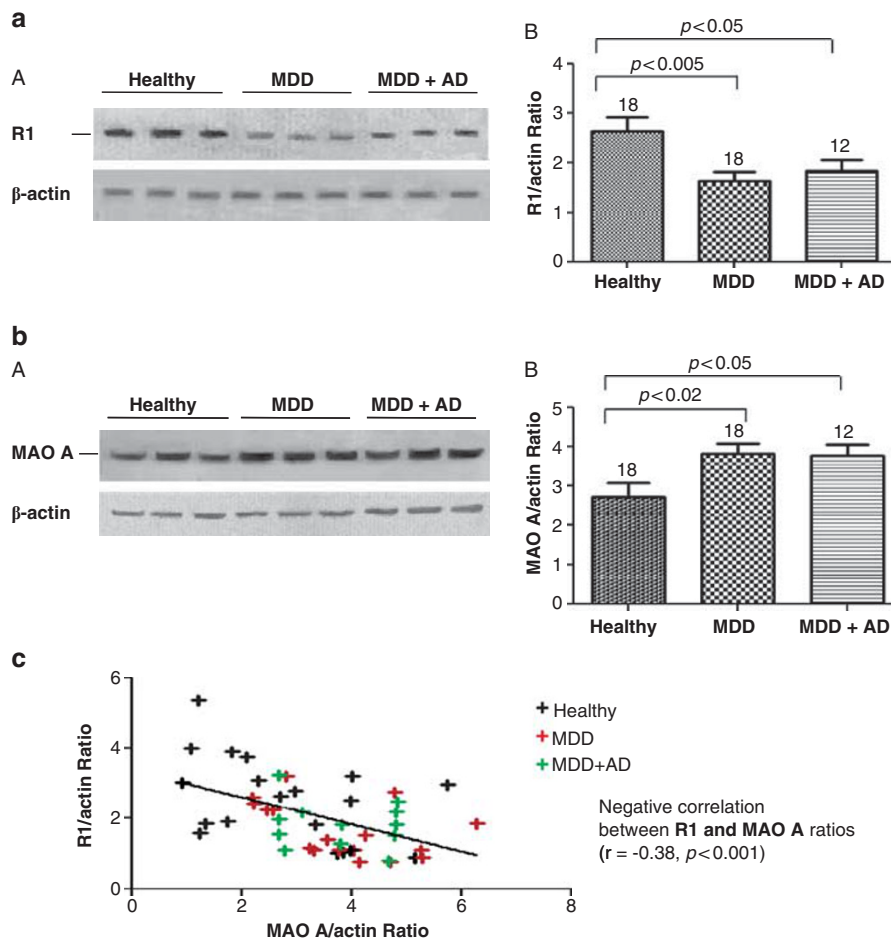 a
A
Healthy MDD MDD + AD
R1
β-actin
B
p<0.05
p<0.005
18
18
12
R1/actin Ratio
4
3
2
1
0
Healthy MDD MDD + AD
b
A
Healthy MDD MDD + AD
MAO A
β-actin
B
p<0.05
p<0.02
18
18
12
MAO A/actin Ratio
5
4
3
2
1
0
Healthy MDD MDD + AD
c
R1/actin Ratio
6
4
2
0
0 2 4 6 8
MAO A/actin Ratio
Healthy
MDD
MDD+AD
Negative correlation
between R1 and MAO A ratios
(r = -0.38, p<0.001)